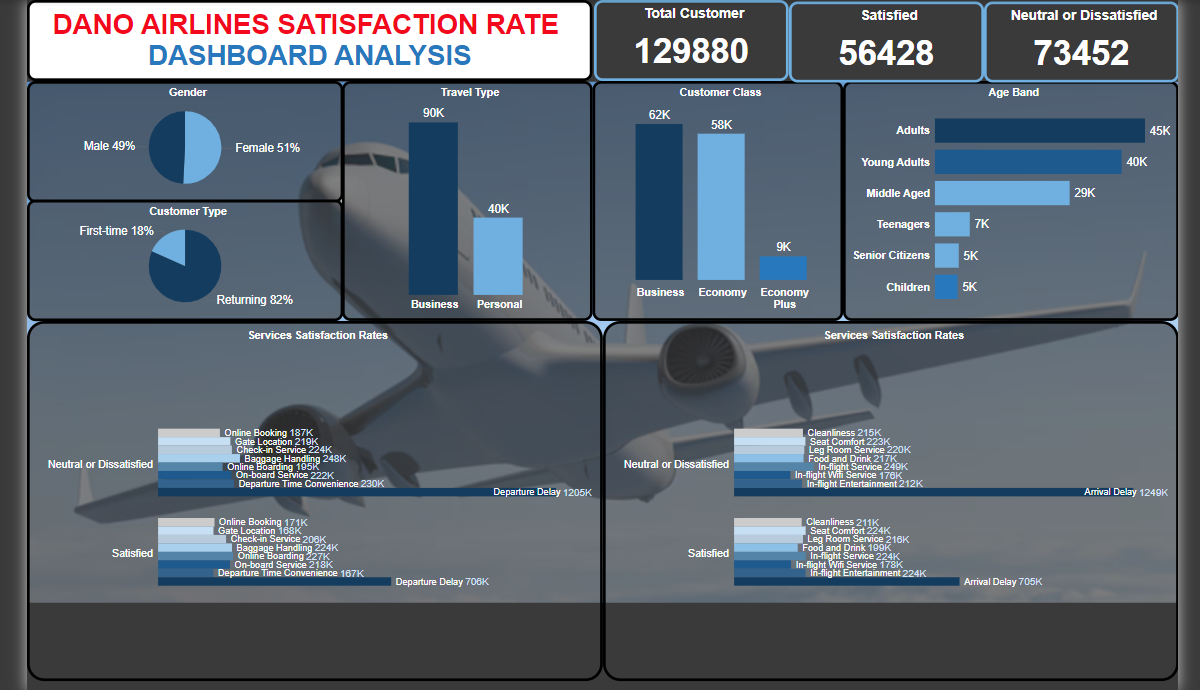 DANO AIRLINES SATISFACTION RATE
DASHBOARD ANALYSIS
Total Customer
129880
Satisfied
56428
Neutral or Dissatisfied
73452
Gender
Male 49%
Female 51%
Customer Type
First-time 18%
Returning 82%
Travel Type
90K
40K
Business
Personal
Customer Class
62K
58K
9K
Business
Economy
Economy
Plus
Age Band
Adults 45K
Young Adults 40K
Middle Aged 29K
Teenagers 7K
Senior Citizens 5K
Children 5K
Services Satisfaction Rates
Neutral or Dissatisfied
Online Booking 187K
Gate Location 219K
Check-in Service 224K
Baggage Handling 248K
Online Boarding 195K
On-board Service 222K
Departure Time Convenience 230K
Departure Delay 1205K
Satisfied
Online Booking 171K
Gate Location 168K
Check-in Service 206K
Baggage Handling 224K
Online Boarding 227K
On-board Service 218K
Departure Time Convenience 167K
Departure Delay 706K
Services Satisfaction Rates
Neutral or Dissatisfied
Cleanliness 215K
Seat Comfort 223K
Leg Room Service 220K
Food and Drink 217K
In-flight Service 249K
In-flight Wifi Service 176K
In-flight Entertainment 212K
Arrival Delay 1249K
Satisfied
Cleanliness 211K
Seat Comfort 224K
Leg Room Service 216K
Food and Drink 199K
In-flight Service 224K
In-flight Wifi Service 178K
In-flight Entertainment 224K
Arrival Delay 705K